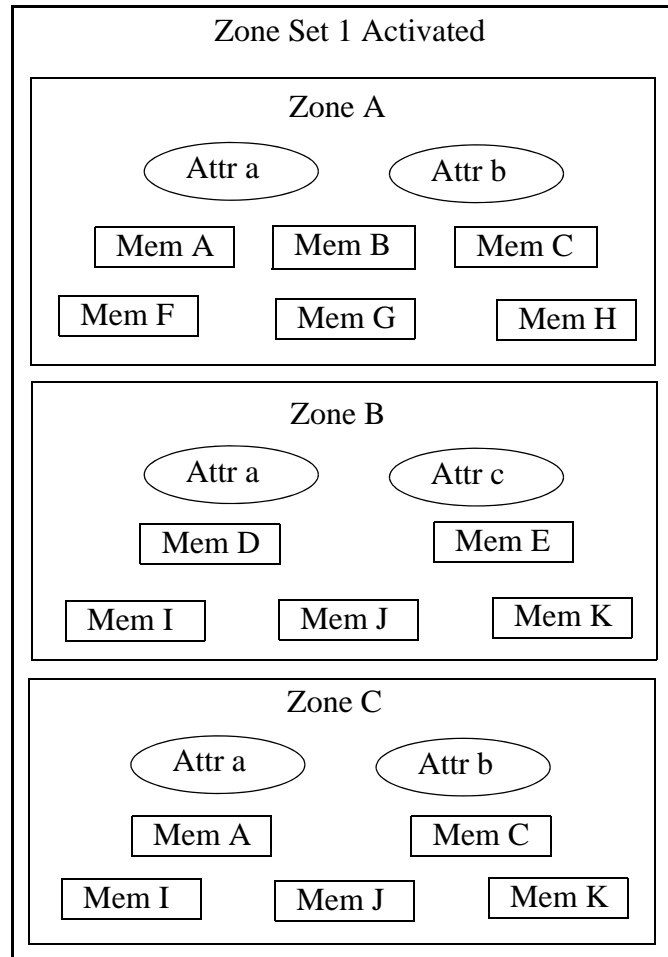 Zone Set 1 Activated
Zone A
Attr a Attr b
Mem A Mem B Mem C
Mem F Mem G Mem H
Zone B
Attr a Attr c
Mem D Mem E
Mem I Mem J Mem K
Zone C
Attr a Attr b
Mem A Mem C
Mem I Mem J Mem K